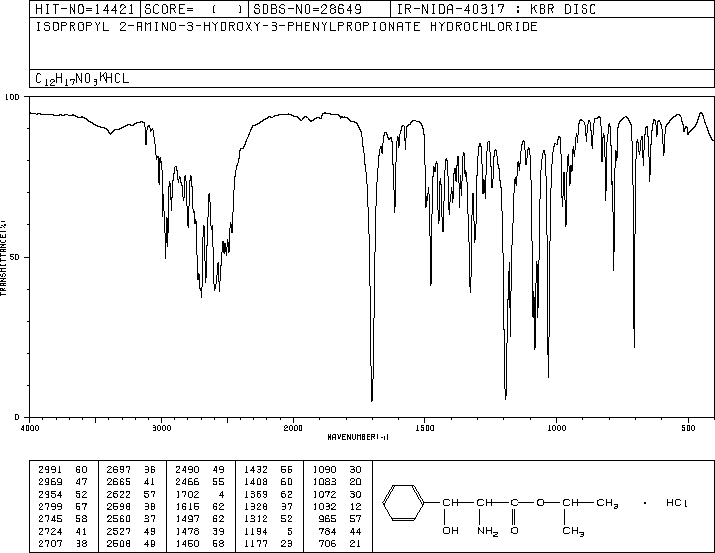 HIT-NO=14421 SCORE= ( ) SDBS-NO=28649 IR-NIDA-40317 : KBR DISC
ISOPROPYL 2-AMINO-3-HYDROXY-3-PHENYLPROPIONATE HYDROCHLORIDE
C12H17NO3*HCL
100
50
0
TRANSMITTANCE(%)
4000 3000 2000 1500 1000 500
WAVENUMBER(-1)
2991 60 2697 36 2490 49 1432 56 1090 30
2969 47 2665 41 2466 55 1408 60 1083 20
2954 52 2622 57 1702 4 1369 62 1072 30
2799 57 2598 38 1615 62 1328 37 1032 12
2745 58 2560 37 1497 62 1312 52 965 57
2724 41 2527 49 1478 39 1194 5 784 44
2707 38 2508 49 1450 58 1177 23 706 21
CH CH C O CH CH3 · HCl
OH NH2 O CH3